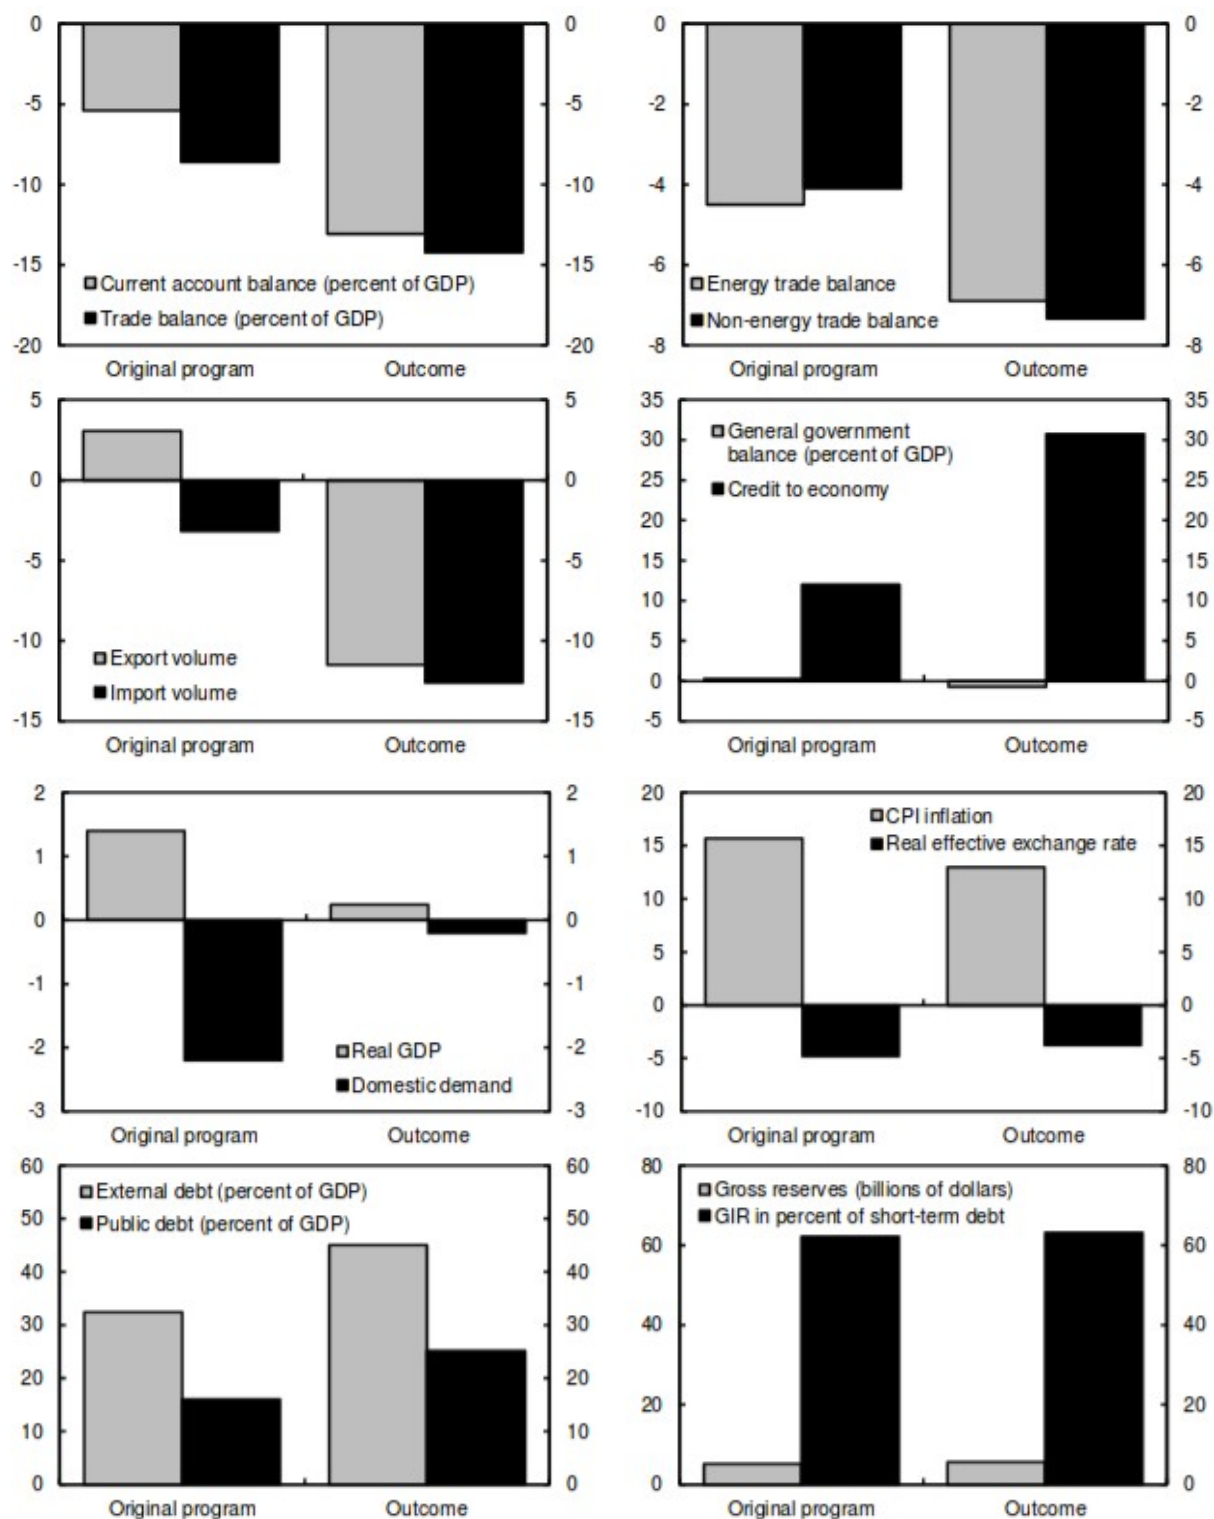 0
-5
-10
-15
-20
0
-5
-10
-15
-20
Current account balance (percent of GDP)
Trade balance (percent of GDP)
Original program
Outcome
0
-2
-4
-6
-8
0
-2
-4
-6
-8
Energy trade balance
Non-energy trade balance
Original program
Outcome
5
0
-5
-10
-15
5
0
-5
-10
-15
Export volume
Import volume
Original program
Outcome
35
30
25
20
15
10
5
0
-5
35
30
25
20
15
10
5
0
-5
General government
balance (percent of GDP)
Credit to economy
Original program
Outcome
2
1
0
-1
-2
-3
2
1
0
-1
-2
-3
Real GDP
Domestic demand
Original program
Outcome
20
15
10
5
0
-5
-10
20
15
10
5
0
-5
-10
CPI inflation
Real effective exchange rate
Original program
Outcome
60
50
40
30
20
10
0
60
50
40
30
20
10
0
External debt (percent of GDP)
Public debt (percent of GDP)
Original program
Outcome
80
60
40
20
0
80
60
40
20
0
Gross reserves (billions of dollars)
GIR in percent of short-term debt
Original program
Outcome